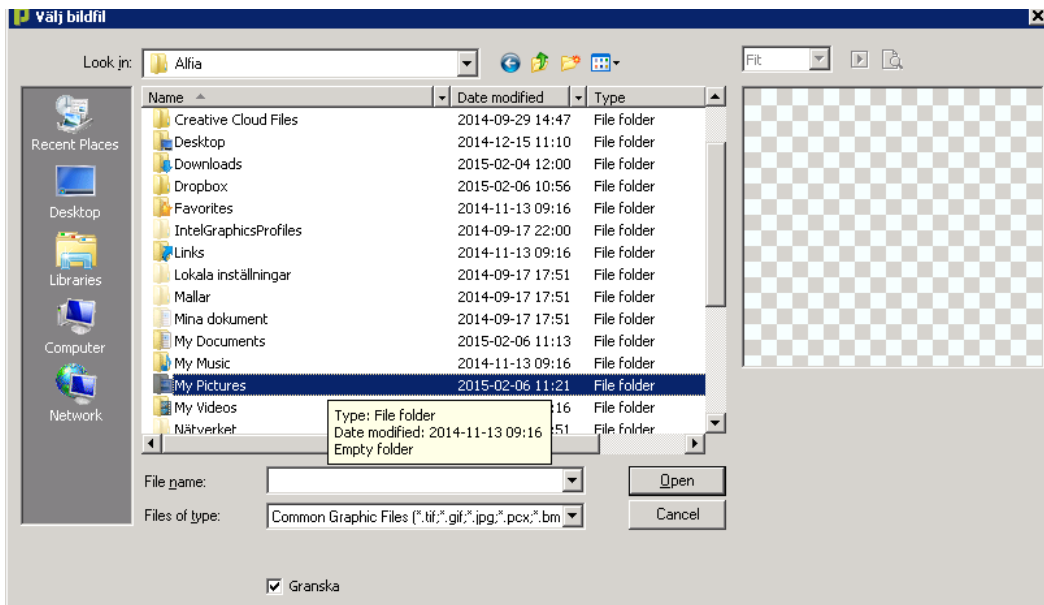 Välj bildfil
Look in: Alfia
Fit
Name Date modified Type
Creative Cloud Files 2014-09-29 14:47 File folder
Desktop 2014-12-15 11:10 File folder
Downloads 2015-02-04 12:00 File folder
Dropbox 2015-02-06 10:56 File folder
Favorites 2014-11-13 09:16 File folder
IntelGraphicsProfiles 2014-09-17 22:00 File folder
Links 2014-11-13 09:16 File folder
Lokala inställningar 2014-09-17 17:51 File folder
Mallar 2014-09-17 17:51 File folder
Mina dokument 2014-09-17 17:51 File folder
My Documents 2015-02-06 11:13 File folder
My Music 2014-11-13 09:16 File folder
My Pictures 2015-02-06 11:21 File folder
My Videos :16 File folder
Nätverket :51 File folder
Type: File folder
Date modified: 2014-11-13 09:16
Empty folder
Recent Places
Desktop
Libraries
Computer
Network
File name:
Open
Files of type: Common Graphic Files (*.tif;*.gif;*.jpg;*.pcx;*.bm
Cancel
Granska